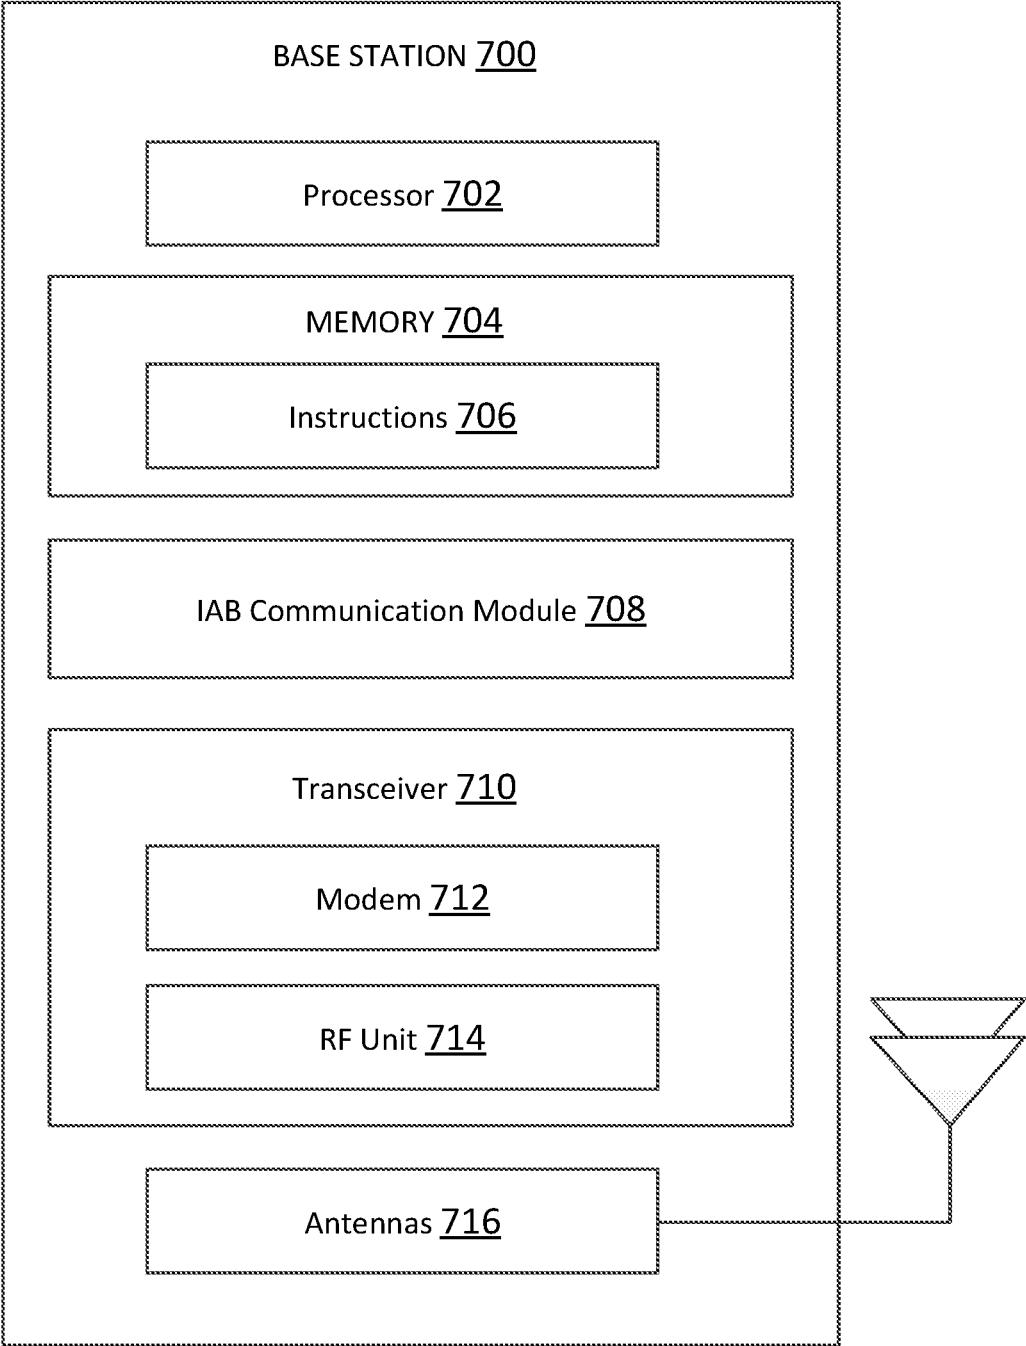 BASE STATION 700
Processor 702
MEMORY 704
Instructions 706
IAB Communication Module 708
Transceiver 710
Modem 712
RF Unit 714
Antennas 716